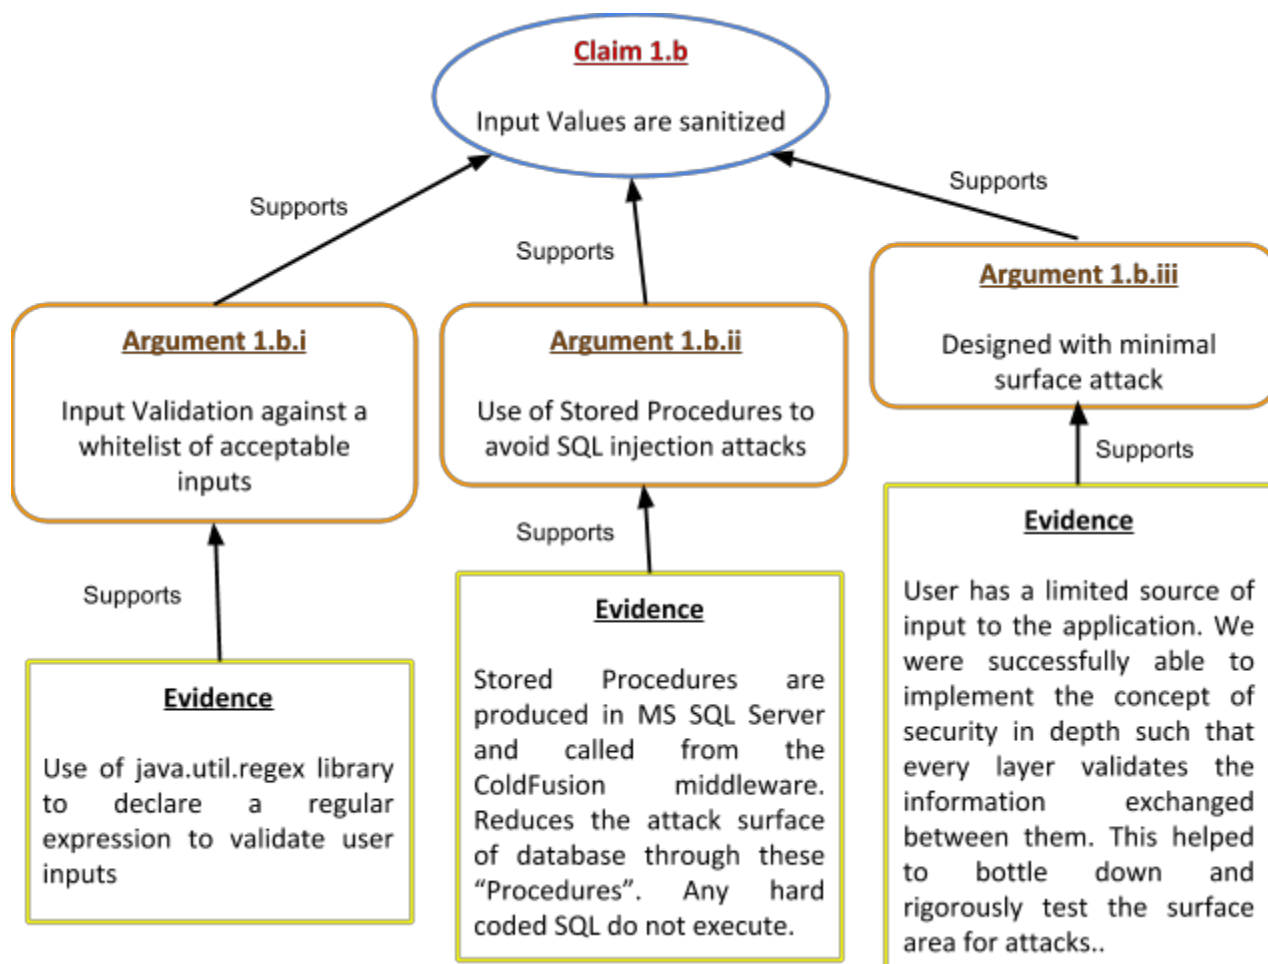 Claim 1.b
Input Values are sanitized
Supports
Supports
Supports
Argument 1.b.i
Input Validation against a
whitelist of acceptable
inputs
Argument 1.b.ii
Use of Stored Procedures to
avoid SQL injection attacks
Argument 1.b.iii
Designed with minimal
surface attack
Supports
Supports
Supports
Evidence
Use of java.util.regex library
to declare a regular
expression to validate user
inputs
Evidence
Stored Procedures are
produced in MS SQL Server
and called from the
ColdFusion middleware.
Reduces the attack surface
of database through these
“Procedures”. Any hard
coded SQL do not execute.
Evidence
User has a limited source of
input to the application. We
were successfully able to
implement the concept of
security in depth such that
every layer validates the
information exchanged
between them. This helped
to bottle down and
rigorously test the surface
area for attacks..